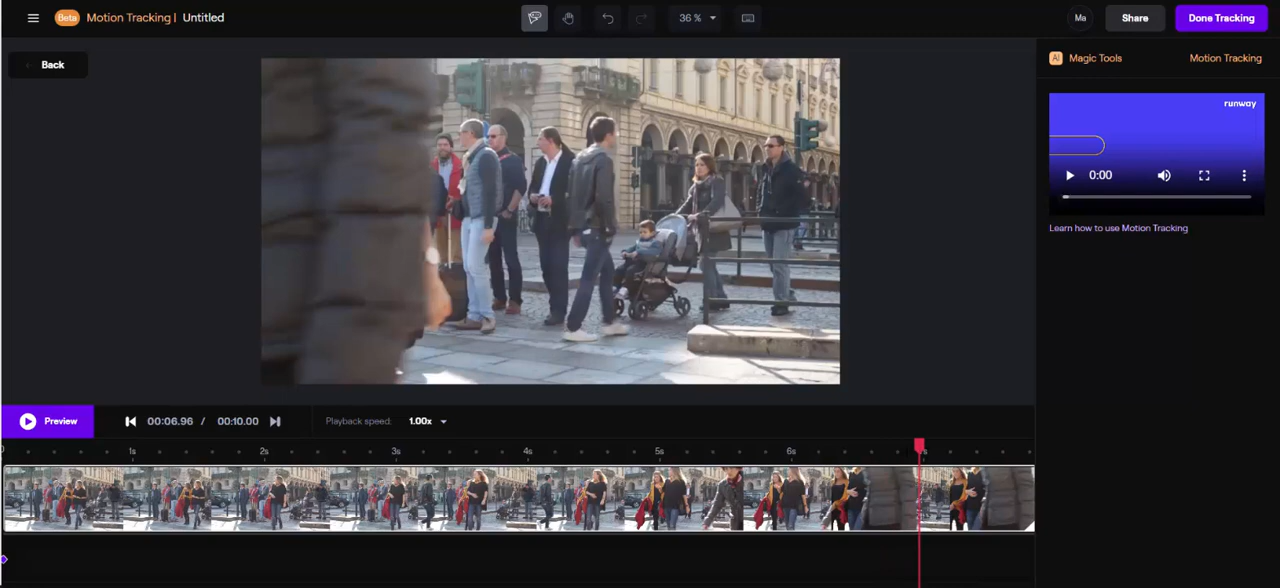 Beta Motion Tracking | Untitled
36 %
Ma
Share
Done Tracking
Back
AI Magic Tools
Motion Tracking
runway
0:00
Learn how to use Motion Tracking
Preview
00:06.96 / 00:10.00
Playback speed: 1.00x
1s 2s 3s 4s 5s 6s